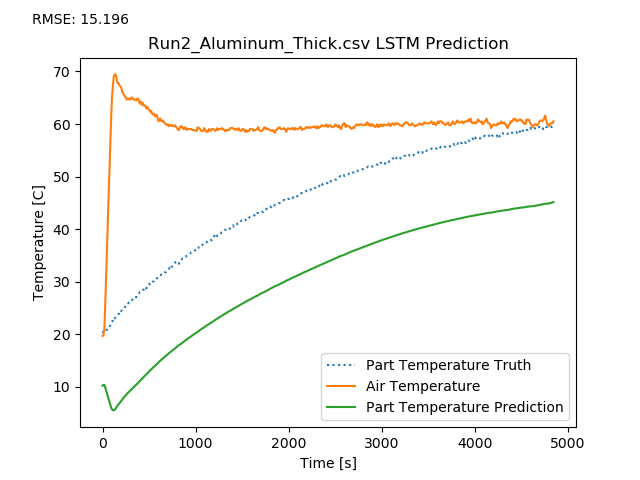 RMSE: 15.196
Run2_Aluminum_Thick.csv LSTM Prediction
70
60
50
40
30
20
10
Temperature [C]
Part Temperature Truth
Air Temperature
Part Temperature Prediction
0 1000 2000 3000 4000 5000
Time [s]